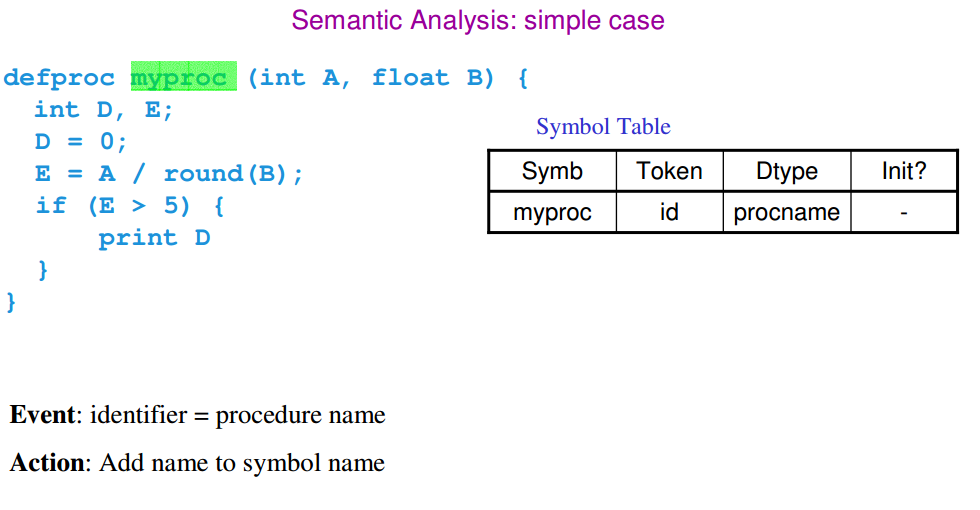 Semantic Analysis: simple case
defproc myproc (int A, float B) {
int D, E;
D = 0;
E = A / round(B);
if (E > 5) {
print D
}
}
Symbol Table
Symb Token Dtype Init?
myproc id procname -
Event: identifier = procedure name
Action: Add name to symbol name